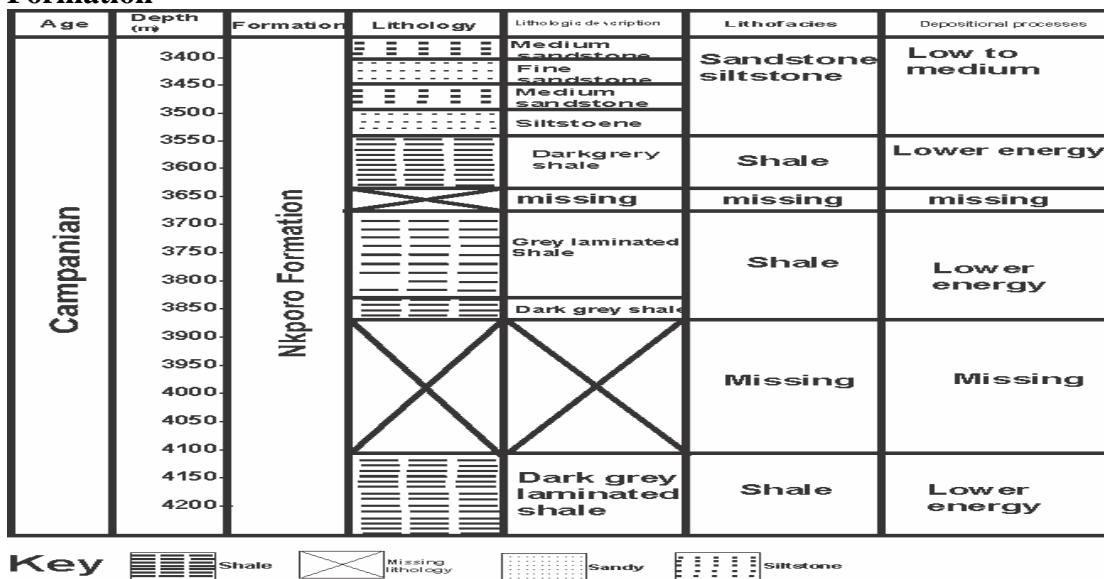 Formation
Age Depth (m) Formation Lithology Lithologic description Lithofacies Depositional processes
Campanian
Nkporo Formation
3400
3450
3500
3550
3600
3650
3700
3750
3800
3850
3900
3950
4000
4050
4100
4150
4200
Medium
sandstone
Fine
sandstone
Medium
sandstone
Siltstoene
Darkgrery
shale
missing
Grey laminated
Shale
Dark grey shale
Dark grey
laminated
shale
Sandstone
siltstone
Shale
missing
Shale
Missing
Shale
Low to
medium
Lower energy
missing
Lower
energy
Missing
Lower
energy
Key Shale Missing lithology Sandy Siltstone